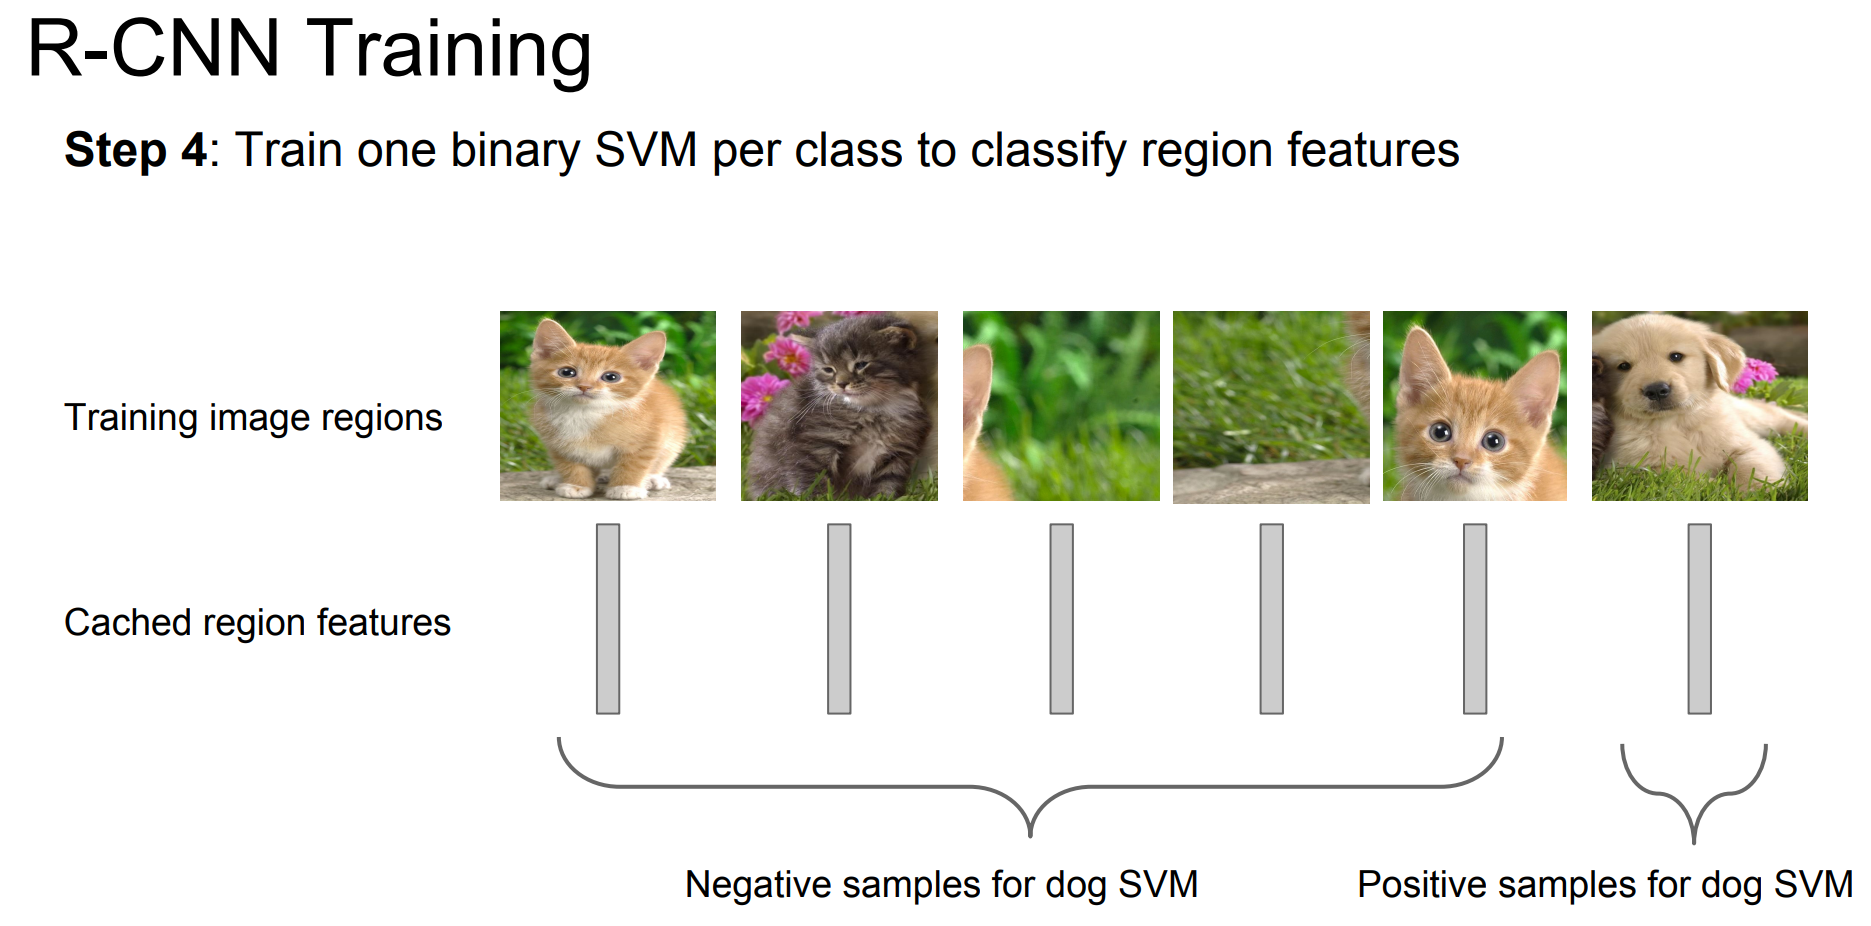 R-CNN Training
Step 4: Train one binary SVM per class to classify region features
Training image regions
Cached region features
Negative samples for dog SVM
Positive samples for dog SVM